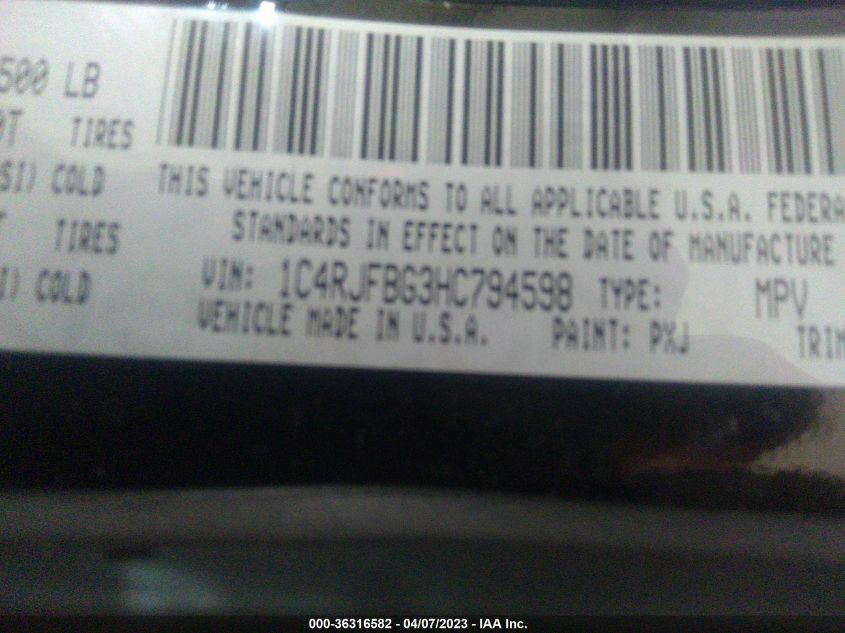 500 LB
TIRES
THIS VEHICLE CONFORMS TO ALL APPLICABLE U.S.A. FEDERA
SI) COLD
STANDARDS IN EFFECT ON THE DATE OF MANUFACTURE
TIRES
VIN: 1C4RJFBG3HC794598 TYPE: MPV
I) COLD
VEHICLE MADE IN U.S.A. PAINT: PXJ TRIM
000-36316582 - 04/07/2023 - IAA Inc.